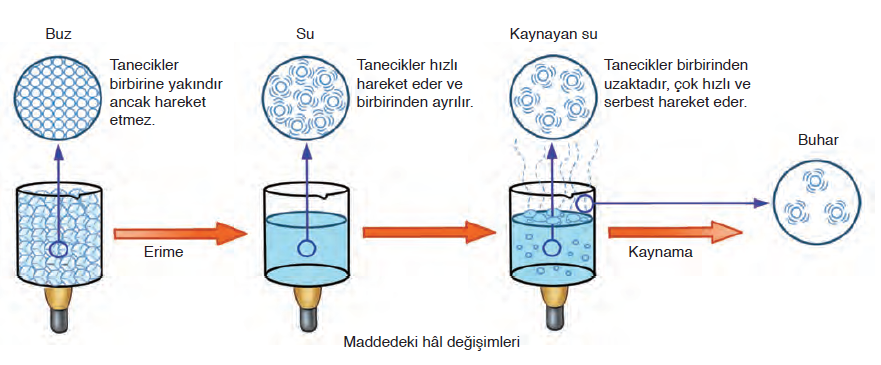 Buz
Tanecikler
birbirine yakındır
ancak hareket
etmez.
Su
Tanecikler hızlı
hareket eder ve
birbirinden ayrılır.
Kaynayan su
Tanecikler birbirinden
uzaktadır, çok hızlı ve
serbest hareket eder.
Buhar
Erime
Kaynama
Maddedeki hâl değişimleri